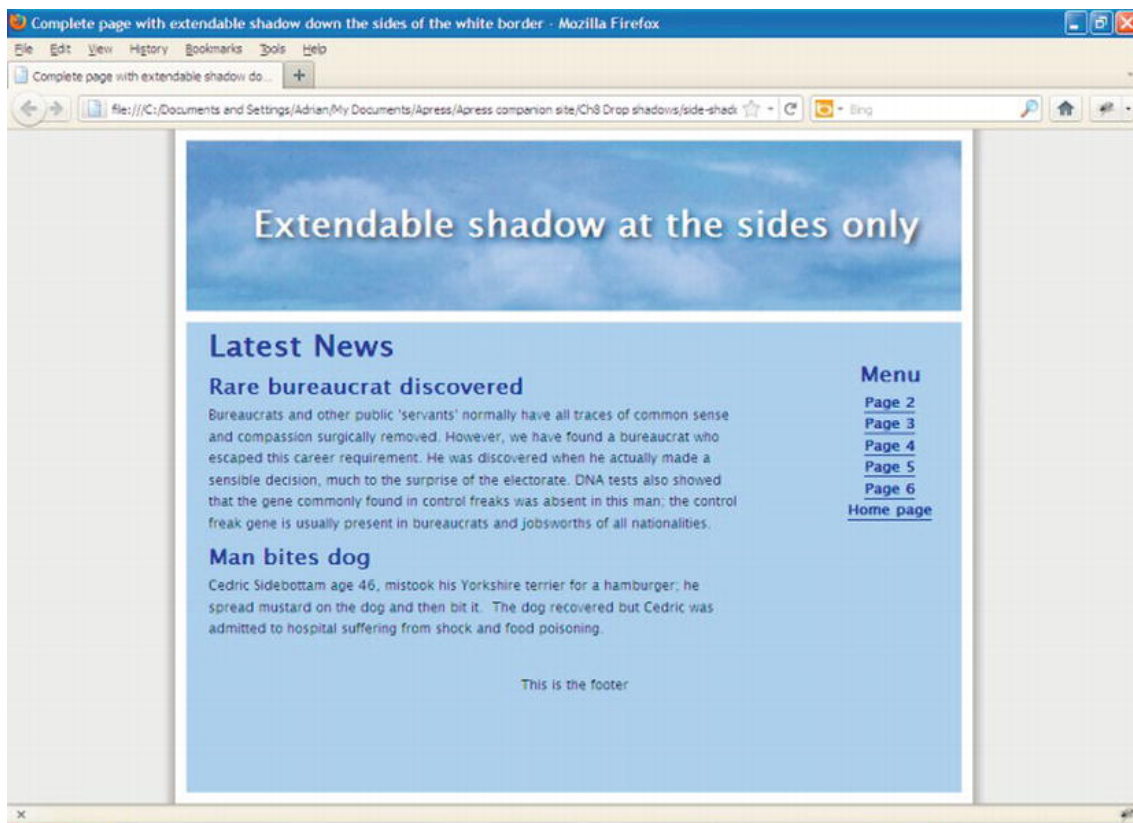 Complete page with extendable shadow down the sides of the white border - Mozilla Firefox
File Edit View History Bookmarks Tools Help
Complete page with extendable shadow do... +
file:///C:/Documents and Settings/Adrian/My Documents/Apress/Apress companion site/Ch8 Drop shadows/side-shad
Bing
Extendable shadow at the sides only
Latest News
Rare bureaucrat discovered
Bureaucrats and other public 'servants' normally have all traces of common sense
and compassion surgically removed. However, we have found a bureaucrat who
escaped this career requirement. He was discovered when he actually made a
sensible decision, much to the surprise of the electorate. DNA tests also showed
that the gene commonly found in control freaks was absent in this man; the control
freak gene is usually present in bureaucrats and jobsworths of all nationalities.
Man bites dog
Cedric Sidebottam age 46, mistook his Yorkshire terrier for a hamburger; he
spread mustard on the dog and then bit it. The dog recovered but Cedric was
admitted to hospital suffering from shock and food poisoning.
Menu
Page 2
Page 3
Page 4
Page 5
Page 6
Home page
This is the footer